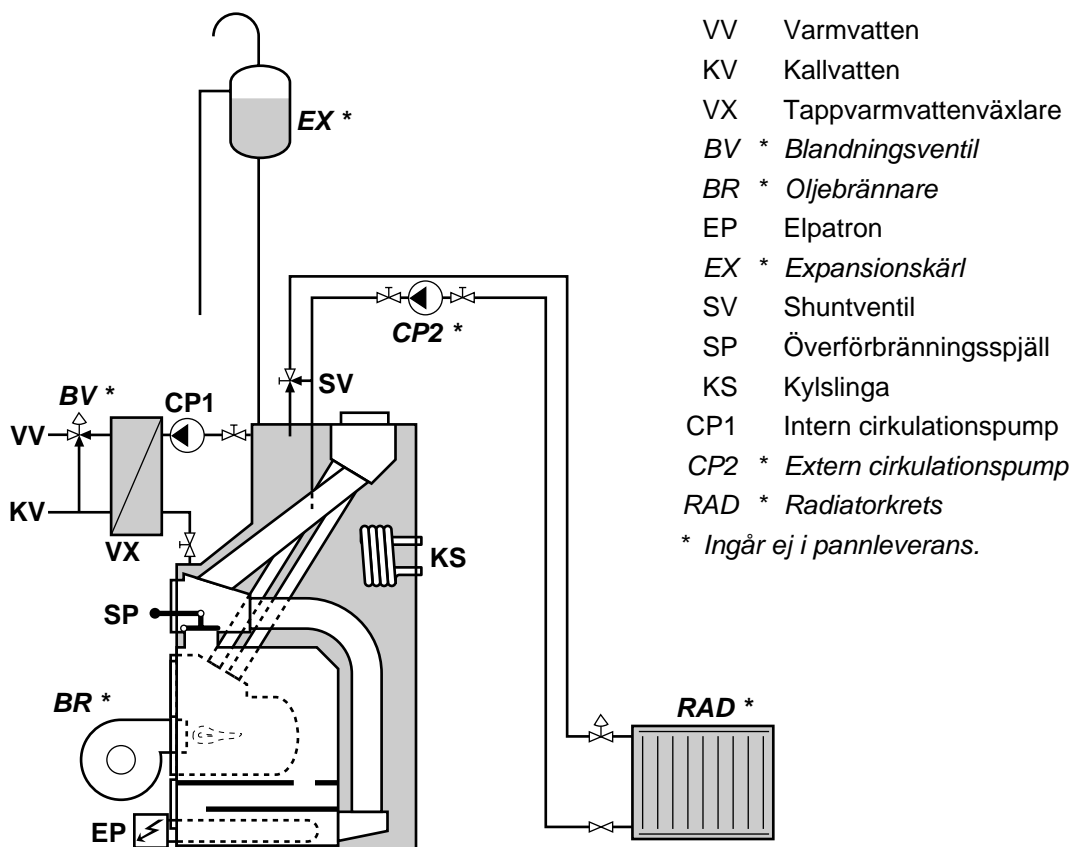 VV Varmvatten
KV Kallvatten
VX Tappvarmvattenväxlare
BV * Blandningsventil
BR * Oljebrännare
EP Elpatron
EX * Expansionskärl
SV Shuntventil
SP Överförbränningsspjäll
KS Kylslinga
CP1 Intern cirkulationspump
CP2 * Extern cirkulationspump
RAD * Radiatorkrets
* Ingår ej i pannleverans.
EX *
CP2 *
SV
BV *
CP1
VV
KV
VX
KS
SP
BR *
RAD *
EP